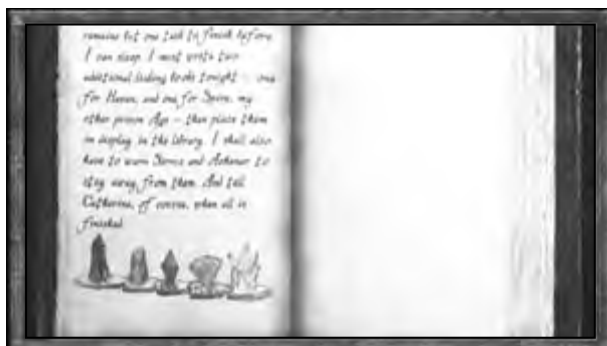 remains but one task to finish before
I can sleep. I must write two
additional linking books tonight – one
for Haven, and one for Spire, my
other prison Age – then place them
on display in the library. I shall also
have to warn Sirrus and Achenar to
stay away from them. And tell
Catherine, of course, when all is
finished.